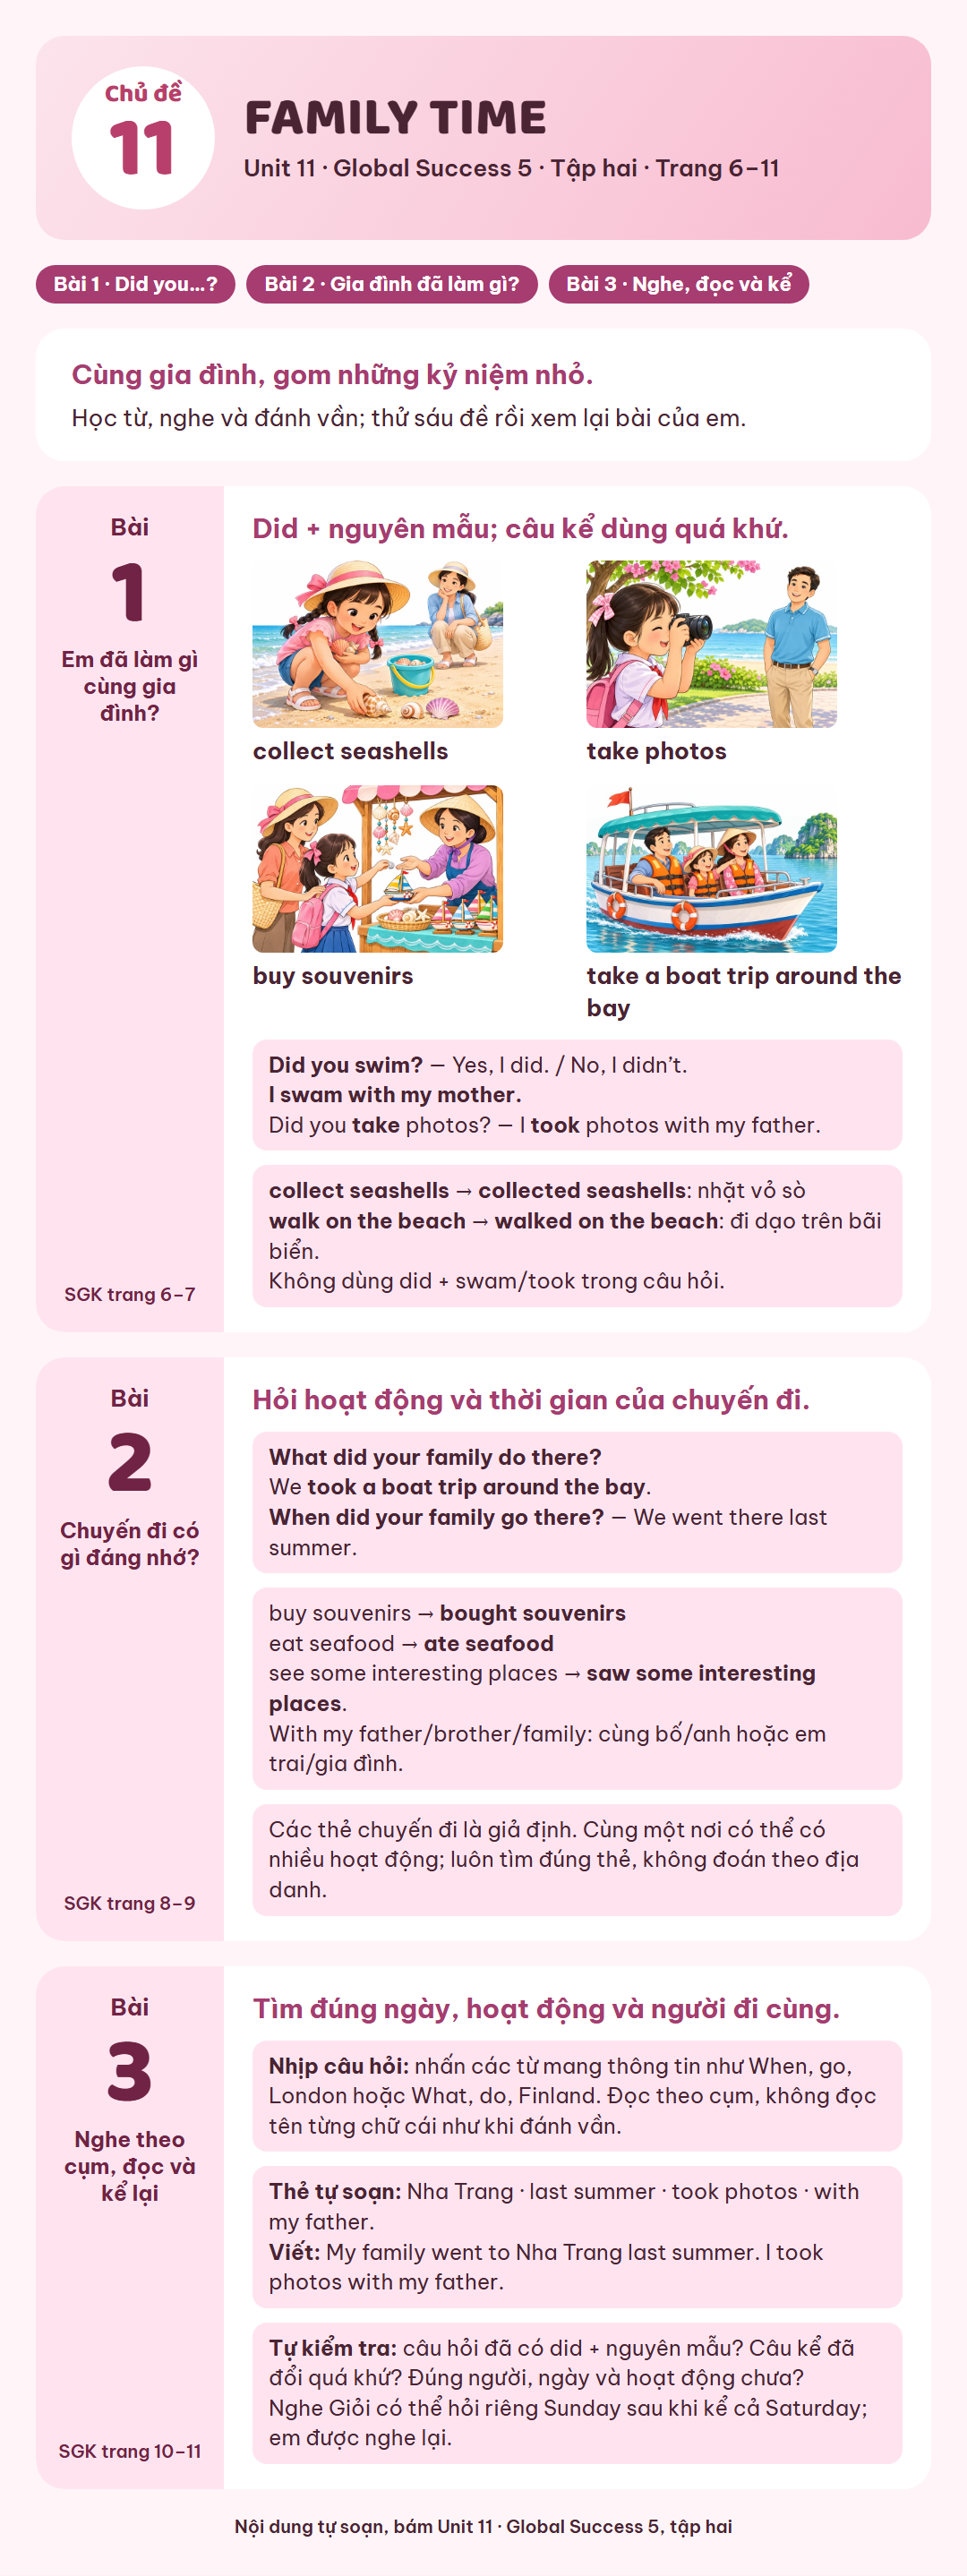 Chủ đề
11
FAMILY TIME
Unit 11 · Global Success 5 · Tập hai · Trang 6–11
Bài 1 · Did you...?
Bài 2 · Gia đình đã làm gì?
Bài 3 · Nghe, đọc và kể
Cùng gia đình, gom những kỷ niệm nhỏ.
Học từ, nghe và đánh vần; thử sáu đề rồi xem lại bài của em.
Bài
1
Em đã làm gì
cùng gia
đình?
SGK trang 6–7
Did + nguyên mẫu; câu kể dùng quá khứ.
collect seashells
take photos
buy souvenirs
take a boat trip around the
bay
Did you swim? — Yes, I did. / No, I didn’t.
I swam with my mother.
Did you take photos? — I took photos with my father.
collect seashells → collected seashells: nhặt vỏ sò
walk on the beach → walked on the beach: đi dạo trên bãi
biển.
Không dùng did + swam/took trong câu hỏi.
Bài
2
Chuyến đi có
gì đáng nhớ?
SGK trang 8–9
Hỏi hoạt động và thời gian của chuyến đi.
What did your family do there?
We took a boat trip around the bay.
When did your family go there? — We went there last
summer.
buy souvenirs → bought souvenirs
eat seafood → ate seafood
see some interesting places → saw some interesting
places.
With my father/brother/family: cùng bố/anh hoặc em
trai/gia đình.
Các thẻ chuyến đi là giả định. Cùng một nơi có thể có
nhiều hoạt động; luôn tìm đúng thẻ, không đoán theo địa
danh.
Bài
3
Nghe theo
cụm, đọc và
kể lại
SGK trang 10–11
Tìm đúng ngày, hoạt động và người đi cùng.
Nhịp câu hỏi: nhấn các từ mang thông tin như When, go,
London hoặc What, do, Finland. Đọc theo cụm, không đọc
tên từng chữ cái như khi đánh vần.
Thẻ tự soạn: Nha Trang · last summer · took photos · with
my father.
Viết: My family went to Nha Trang last summer. I took
photos with my father.
Tự kiểm tra: câu hỏi đã có did + nguyên mẫu? Câu kể đã
đổi quá khứ? Đúng người, ngày và hoạt động chưa?
Nghe Giỏi có thể hỏi riêng Sunday sau khi kể cả Saturday;
em được nghe lại.
Nội dung tự soạn, bám Unit 11 · Global Success 5, tập hai